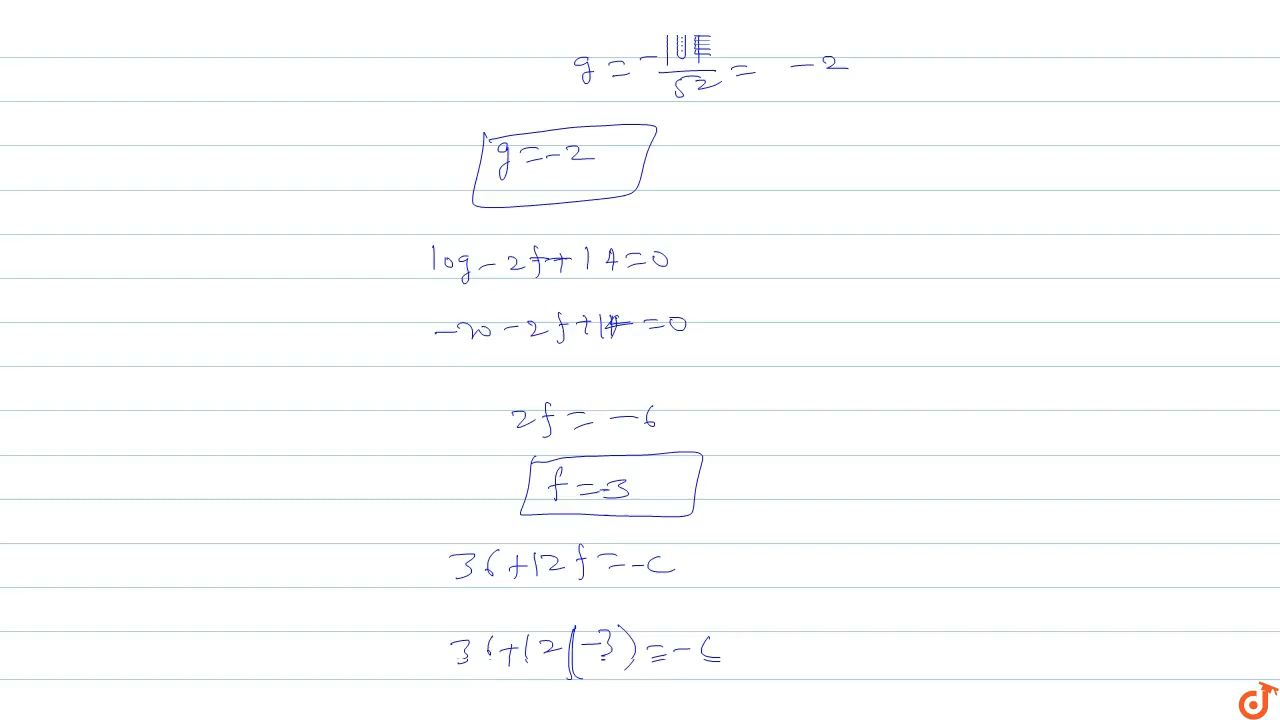 g = - / 52 = -2
g = -2
10g - 2f + 14 = 0
-20 - 2f + 14 = 0
2f = -6
f = -3
36 + 12f = -c
36 + 12(-3) = -c